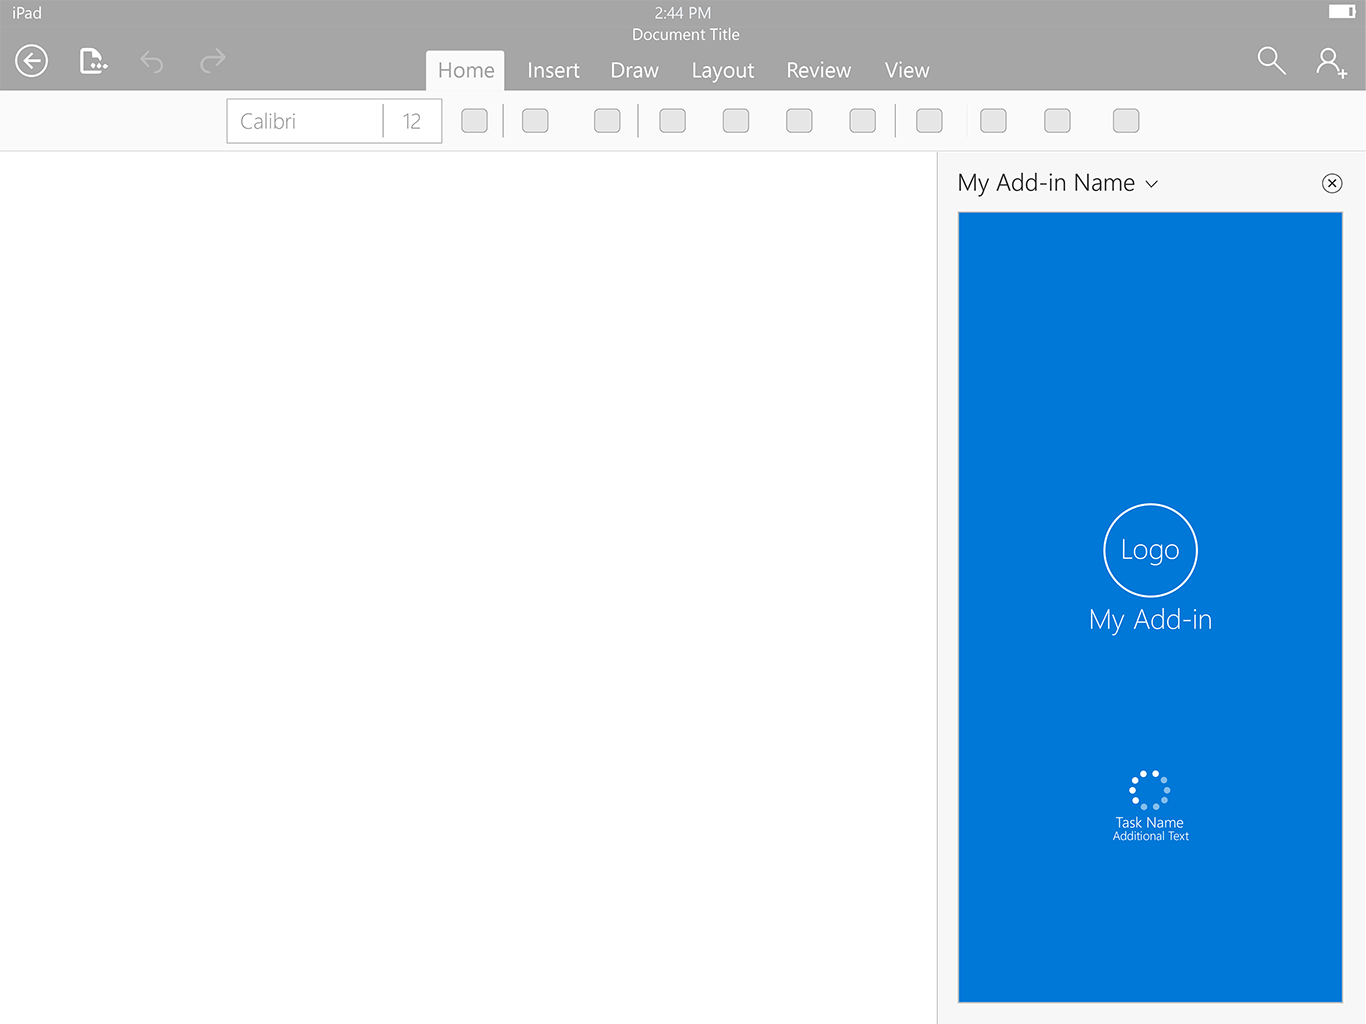 iPad
2:44 PM
Document Title
Home Insert Draw Layout Review View
Calibri 12
My Add-in Name
Logo
My Add-in
Task Name
Additional Text